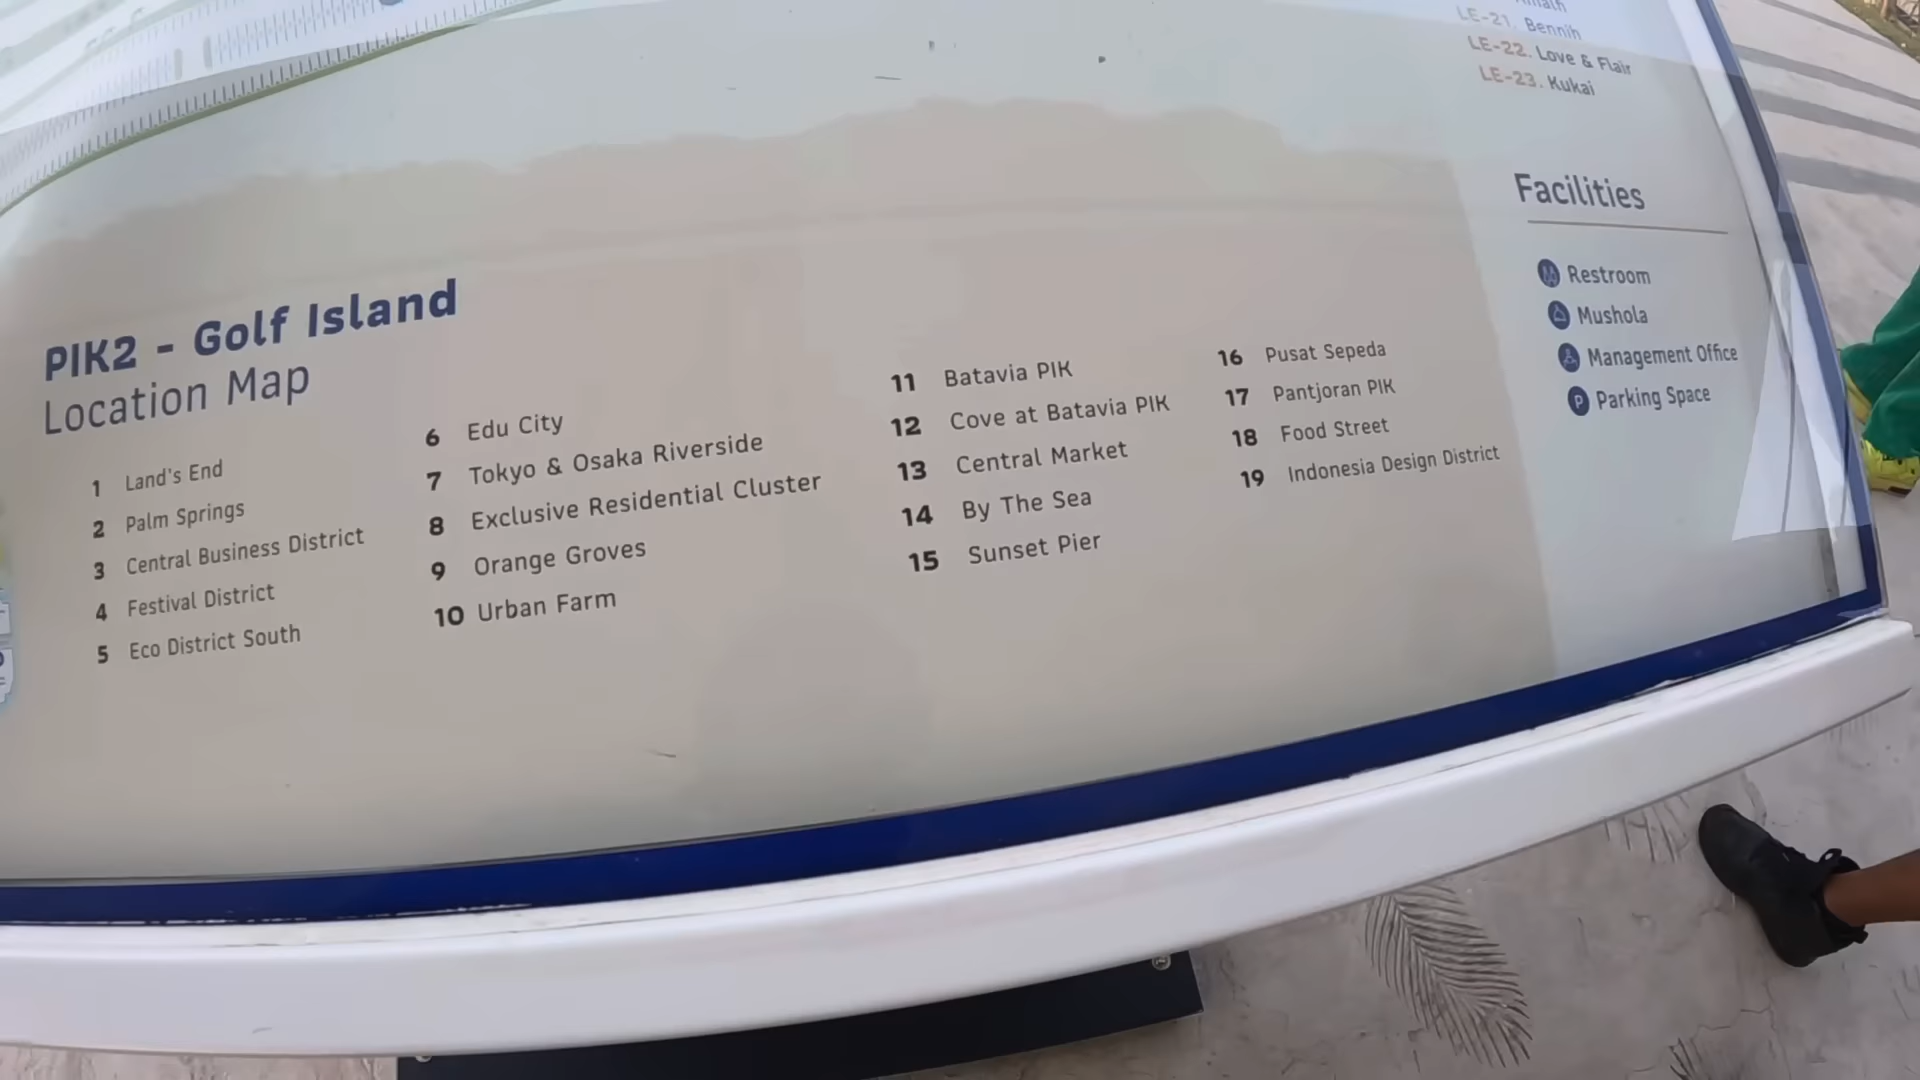 LE-21. Bennih
LE-22. Love & Flair
LE-23. Kukai
PIK2 - Golf Island
Location Map
1 Land's End
2 Palm Springs
3 Central Business District
4 Festival District
5 Eco District South
6 Edu City
7 Tokyo & Osaka Riverside
8 Exclusive Residential Cluster
9 Orange Groves
10 Urban Farm
11 Batavia PIK
12 Cove at Batavia PIK
13 Central Market
14 By The Sea
15 Sunset Pier
16 Pusat Sepeda
17 Pantjoran PIK
18 Food Street
19 Indonesia Design District
Facilities
Restroom
Mushola
Management Office
P Parking Space